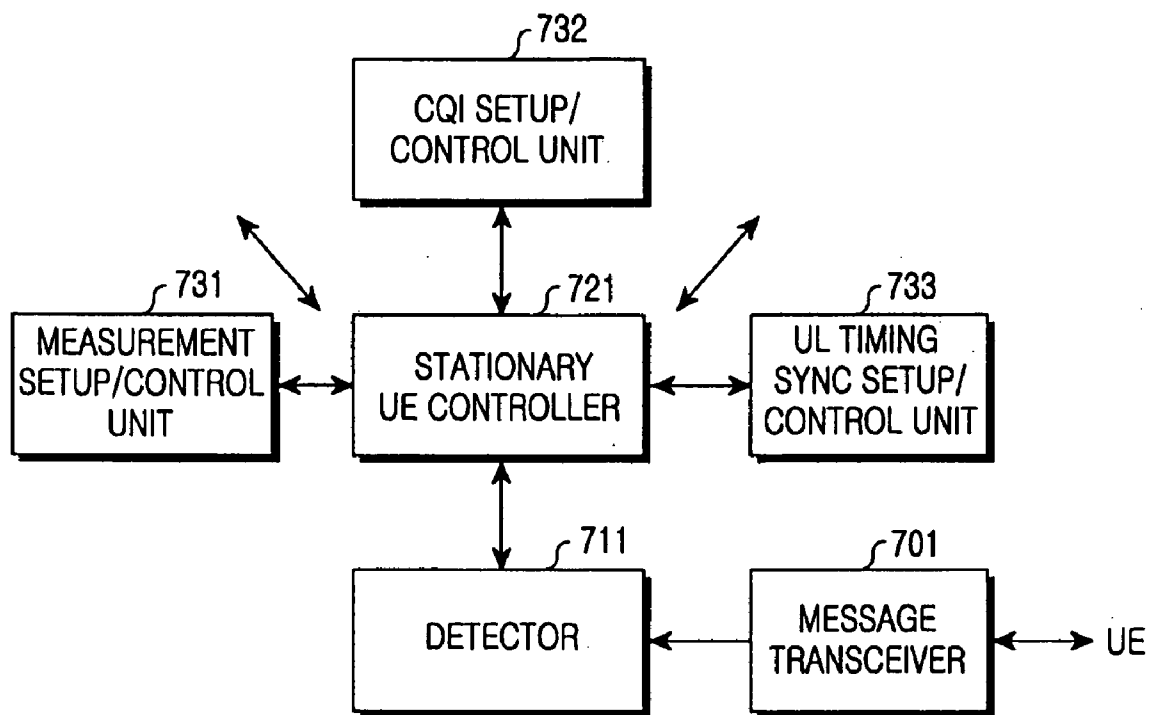 732
CQI SETUP/
CONTROL UNIT
731
MEASUREMENT
SETUP/CONTROL
UNIT
721
STATIONARY
UE CONTROLLER
733
UL TIMING
SYNC SETUP/
CONTROL UNIT
711
DETECTOR
701
MESSAGE
TRANSCEIVER
UE